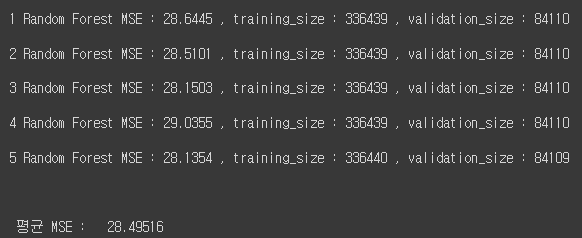 1 Random Forest MSE : 28.6445 , training_size : 336439 , validation_size : 84110
2 Random Forest MSE : 28.5101 , training_size : 336439 , validation_size : 84110
3 Random Forest MSE : 28.1503 , training_size : 336439 , validation_size : 84110
4 Random Forest MSE : 29.0355 , training_size : 336439 , validation_size : 84110
5 Random Forest MSE : 28.1354 , training_size : 336440 , validation_size : 84109
평균 MSE : 28.49516